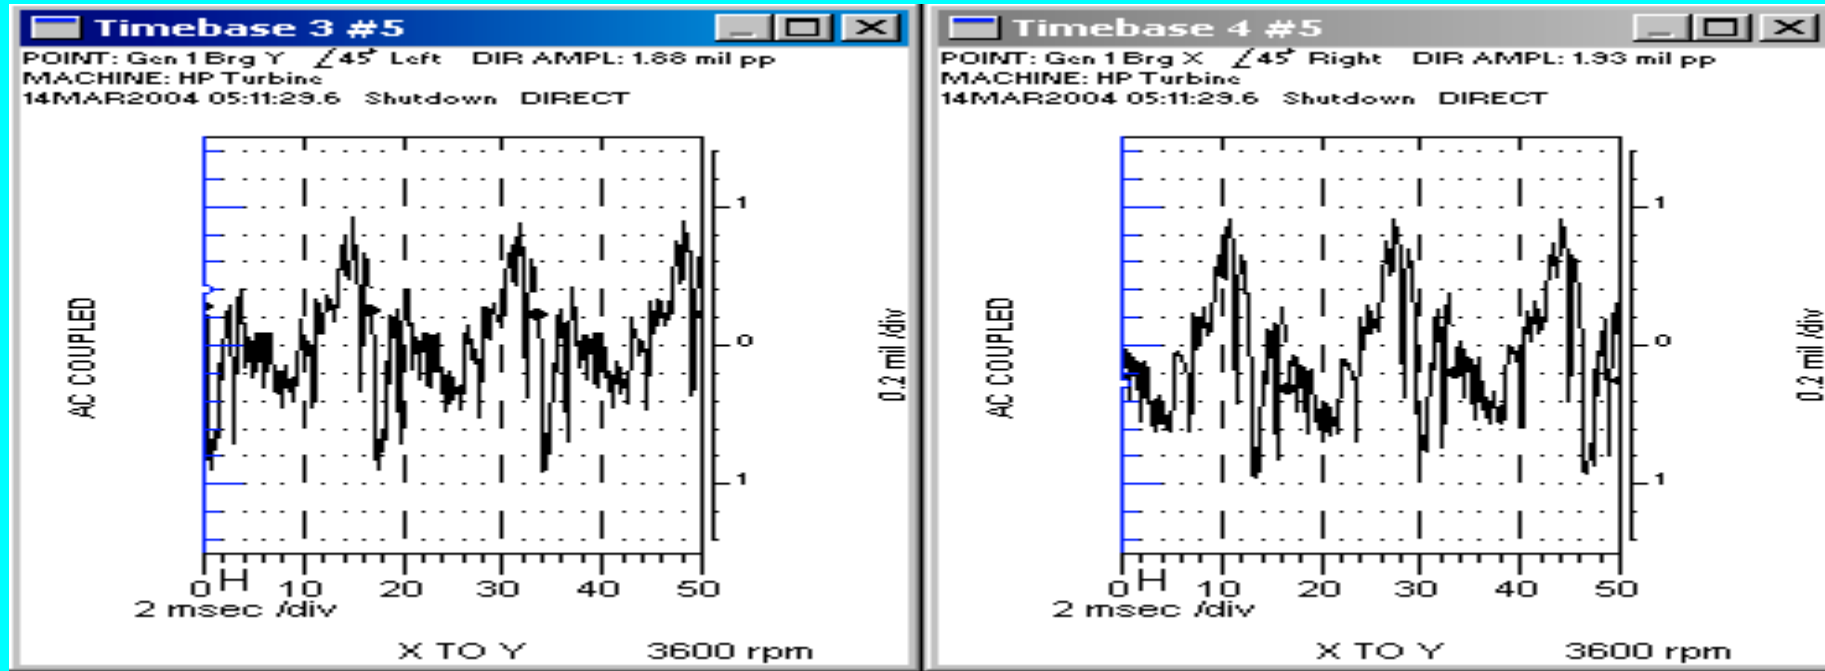 Timebase 3 #5
POINT: Gen 1 Brg Y ∠45° Left DIR AMPL: 1.88 mil pp
MACHINE: HP Turbine
14MAR2004 05:11:29.6 Shutdown DIRECT
AC COUPLED
1
0
1
0.2 mil /div
0 10 20 30 40 50
2 msec /div
X TO Y 3600 rpm
Timebase 4 #5
POINT: Gen 1 Brg X ∠45° Right DIR AMPL: 1.93 mil pp
MACHINE: HP Turbine
14MAR2004 05:11:29.6 Shutdown DIRECT
AC COUPLED
1
0
1
0.2 mil /div
0 10 20 30 40 50
2 msec /div
X TO Y 3600 rpm